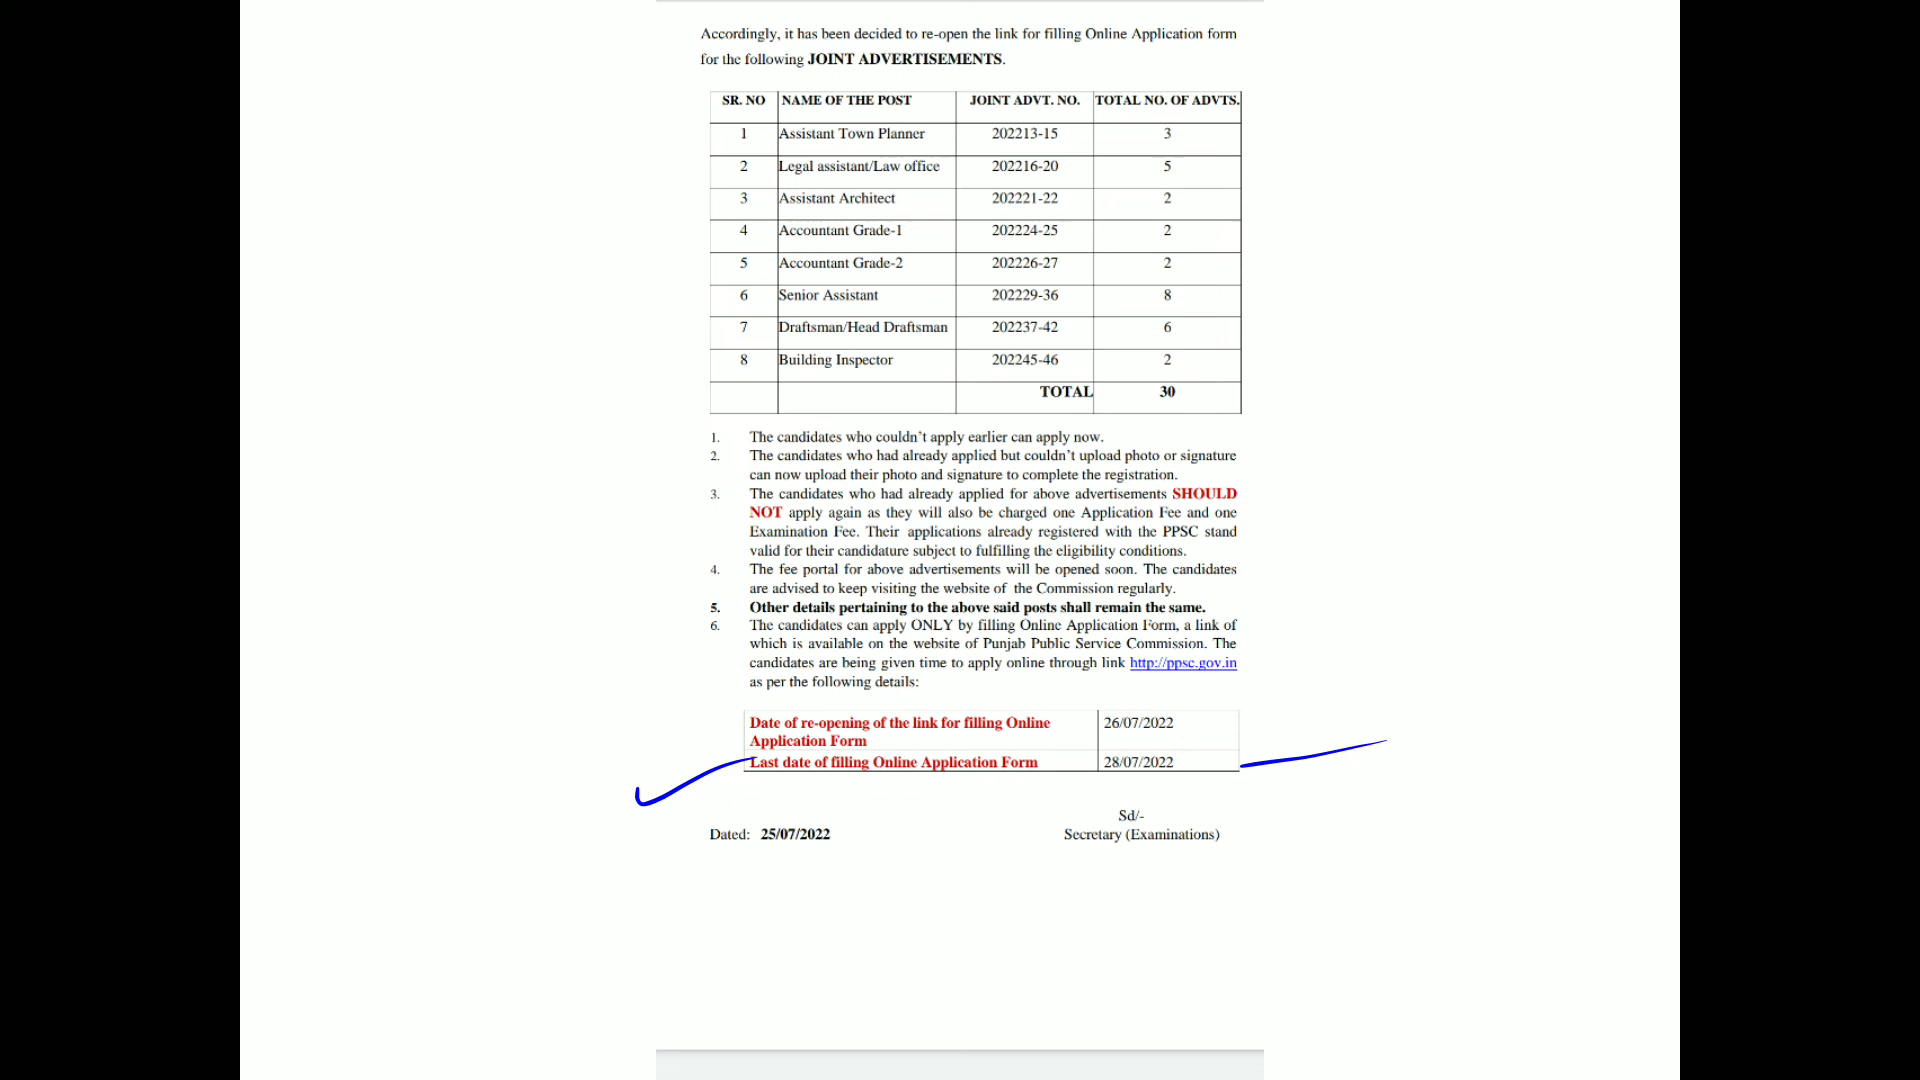 Accordingly, it has been decided to re-open the link for filling Online Application form
for the following JOINT ADVERTISEMENTS.
SR. NO NAME OF THE POST JOINT ADVT. NO. TOTAL NO. OF ADVTS.
1 Assistant Town Planner 202213-15 3
2 Legal assistant/Law office 202216-20 5
3 Assistant Architect 202221-22 2
4 Accountant Grade-1 202224-25 2
5 Accountant Grade-2 202226-27 2
6 Senior Assistant 202229-36 8
7 Draftsman/Head Draftsman 202237-42 6
8 Building Inspector 202245-46 2
TOTAL 30
1. The candidates who couldn't apply earlier can apply now.
2. The candidates who had already applied but couldn't upload photo or signature
can now upload their photo and signature to complete the registration.
3. The candidates who had already applied for above advertisements SHOULD
NOT apply again as they will also be charged one Application Fee and one
Examination Fee. Their applications already registered with the PPSC stand
valid for their candidature subject to fulfilling the eligibility conditions.
4. The fee portal for above advertisements will be opened soon. The candidates
are advised to keep visiting the website of the Commission regularly.
5. Other details pertaining to the above said posts shall remain the same.
6. The candidates can apply ONLY by filling Online Application Form, a link of
which is available on the website of Punjab Public Service Commission. The
candidates are being given time to apply online through link http://ppsc.gov.in
as per the following details:
Date of re-opening of the link for filling Online 26/07/2022
Application Form
Last date of filling Online Application Form 28/07/2022
Sd/-
Dated: 25/07/2022 Secretary (Examinations)